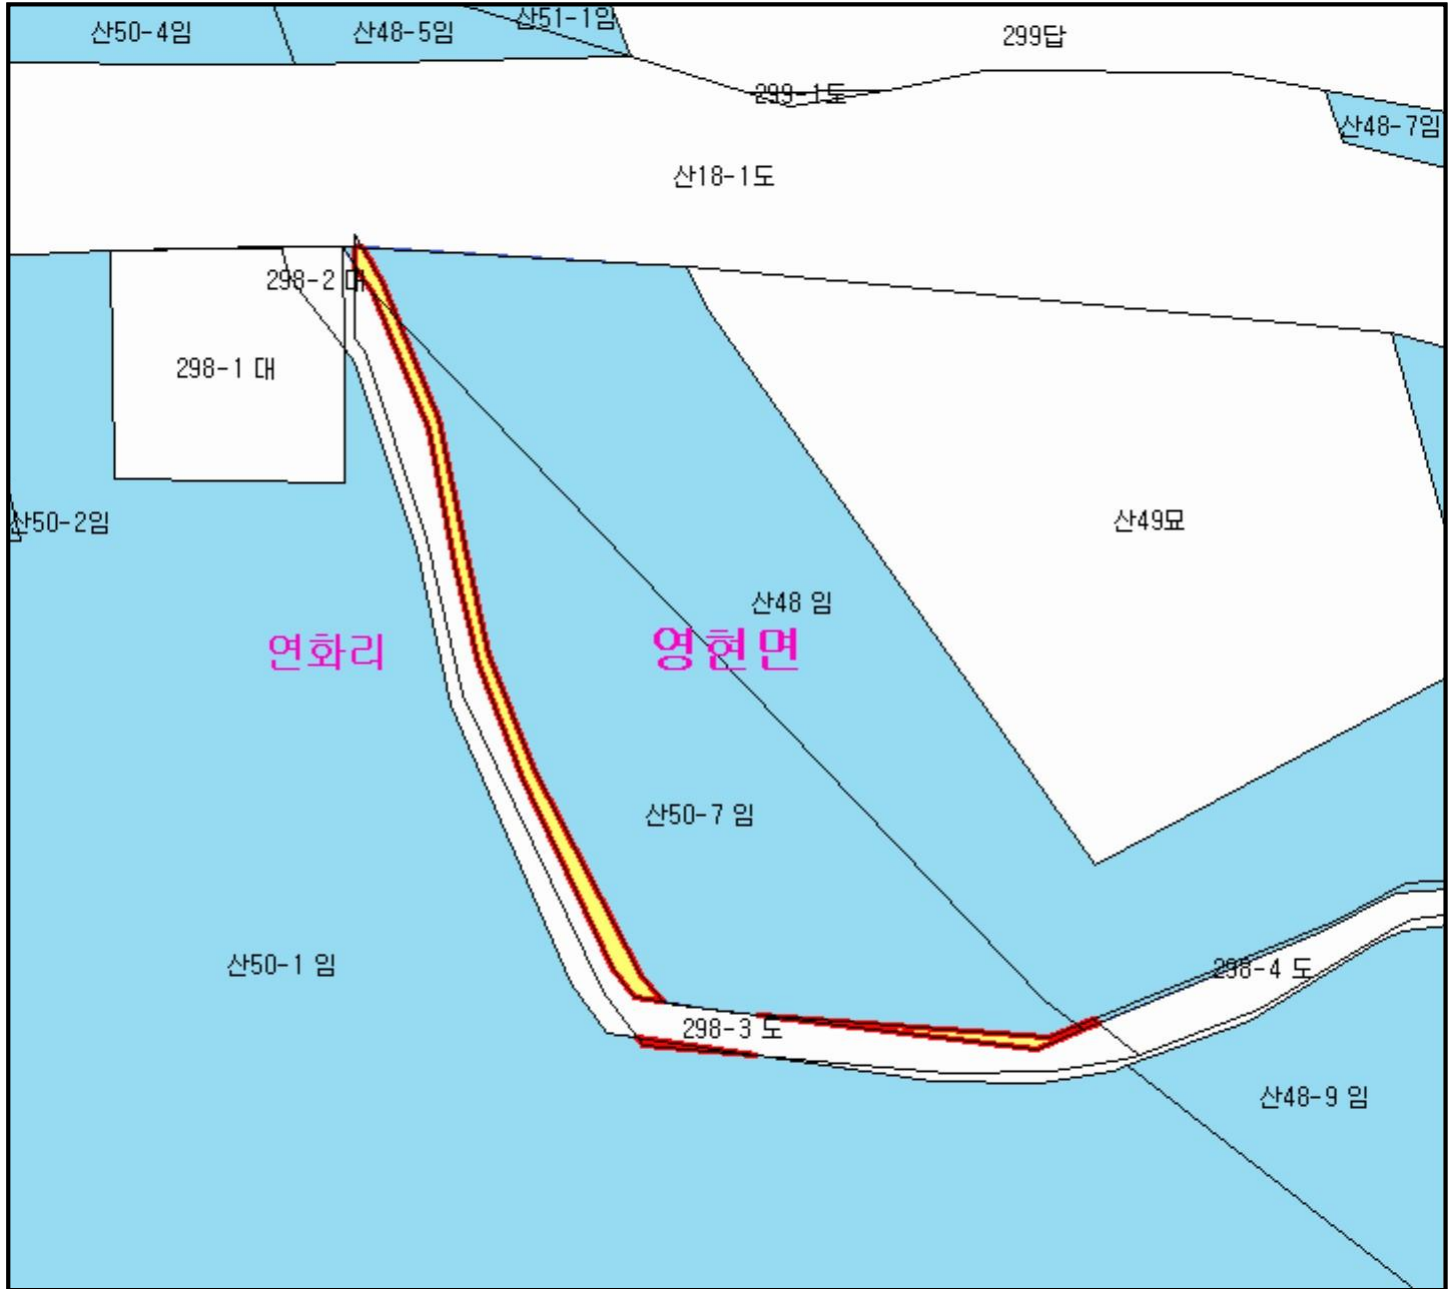 산50-4임
산48-5임
산51-1임
299답
299-1도
산48-7임
산18-1도
298-2 대
298-1 대
산50-2임
산49묘
산48 임
연화리
영현면
산50-7 임
산50-1 임
298-4 도
298-3 도
산48-9 임